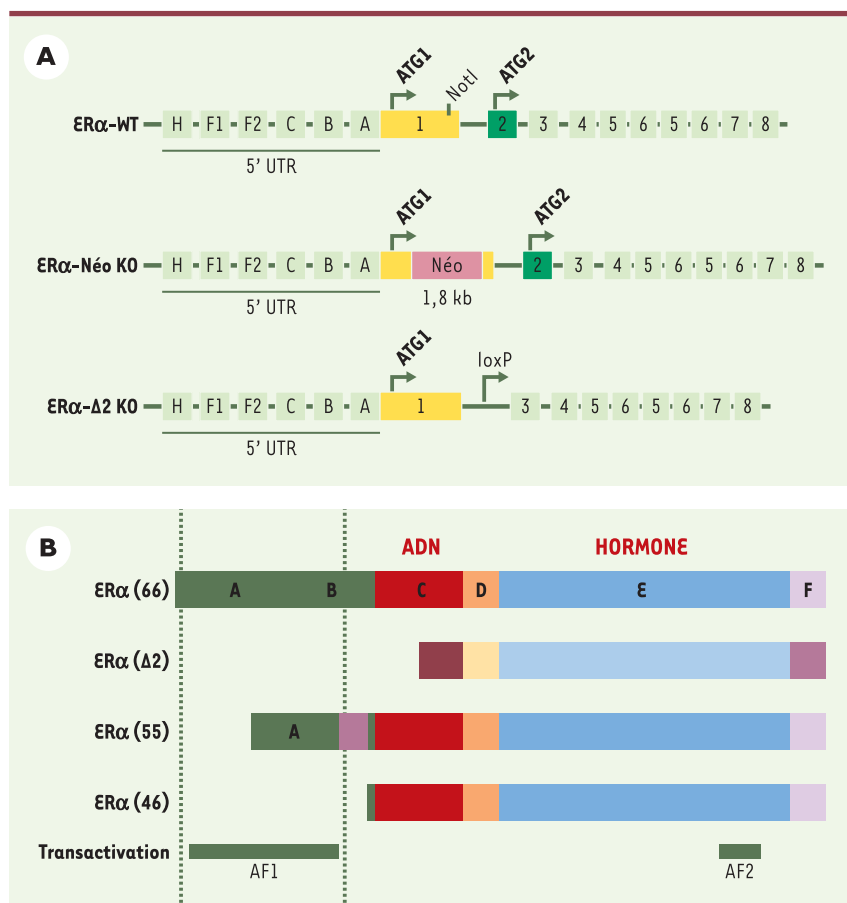 A
ATG1 NotI ATG2
ERα-WT H F1 F2 C B A 1 2 3 4 5 6 5 6 7 8
5' UTR
ATG1 ATG2
ERα-Néo KO H F1 F2 C B A Néo 2 3 4 5 6 5 6 7 8
5' UTR 1,8 kb
ATG1 loxP
ERα-Δ2 KO H F1 F2 C B A 1 3 4 5 6 5 6 7 8
5' UTR
B
ADN HORMONE
ERα (66) A B C D E F
ERα (Δ2)
ERα (55) A
ERα (46)
Transactivation
AF1 AF2